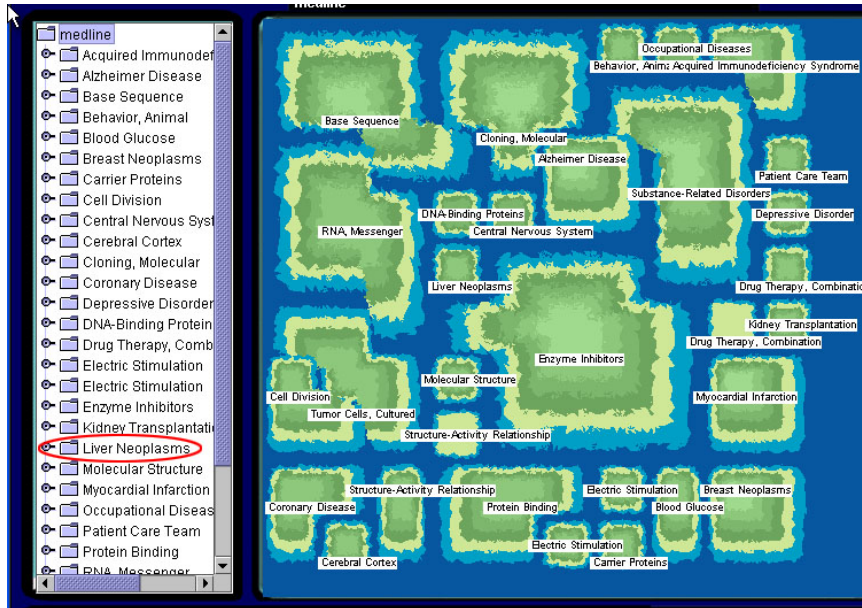 medline
medline
Acquired Immunodef
Alzheimer Disease
Base Sequence
Behavior, Animal
Blood Glucose
Breast Neoplasms
Carrier Proteins
Cell Division
Central Nervous Syst
Cerebral Cortex
Cloning, Molecular
Coronary Disease
Depressive Disorder
DNA-Binding Protein
Drug Therapy, Comb
Electric Stimulation
Electric Stimulation
Enzyme Inhibitors
Kidney Transplantati
Liver Neoplasms
Molecular Structure
Myocardial Infarction
Occupational Diseas
Patient Care Team
Protein Binding
RNA, Messenger
Occupational Diseases
Behavior, Anima Acquired Immunodeficiency Syndrome
Base Sequence
Cloning, Molecular
Alzheimer Disease
Patient Care Team
Substance-Related Disorders
DNA-Binding Proteins
Depressive Disorder
RNA, Messenger
Central Nervous System
Liver Neoplasms
Drug Therapy, Combinatio
Kidney Transplantation
Drug Therapy, Combination
Enzyme Inhibitors
Molecular Structure
Cell Division
Myocardial Infarction
Tumor Cells, Cultured
Structure-Activity Relationship
Structure-Activity Relationship
Electric Stimulation
Breast Neoplasms
Coronary Disease
Protein Binding
Blood Glucose
Electric Stimulation
Cerebral Cortex
Carrier Proteins